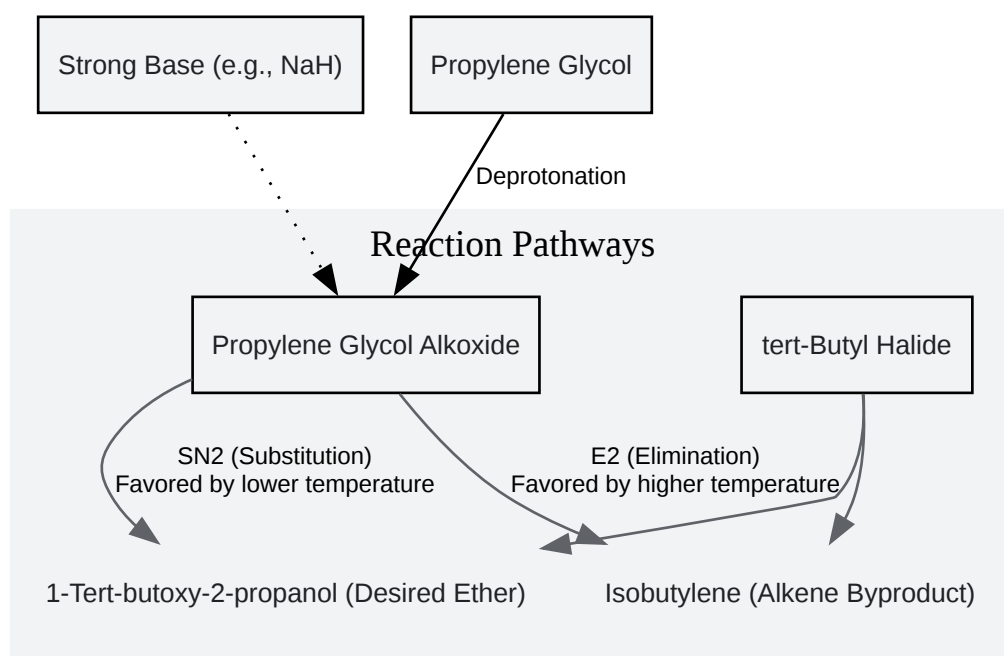 Strong Base (e.g., NaH)
Propylene Glycol
Deprotonation
Reaction Pathways
Propylene Glycol Alkoxide
tert-Butyl Halide
SN2 (Substitution)
Favored by lower temperature
E2 (Elimination)
Favored by higher temperature
1-Tert-butoxy-2-propanol (Desired Ether)
Isobutylene (Alkene Byproduct)